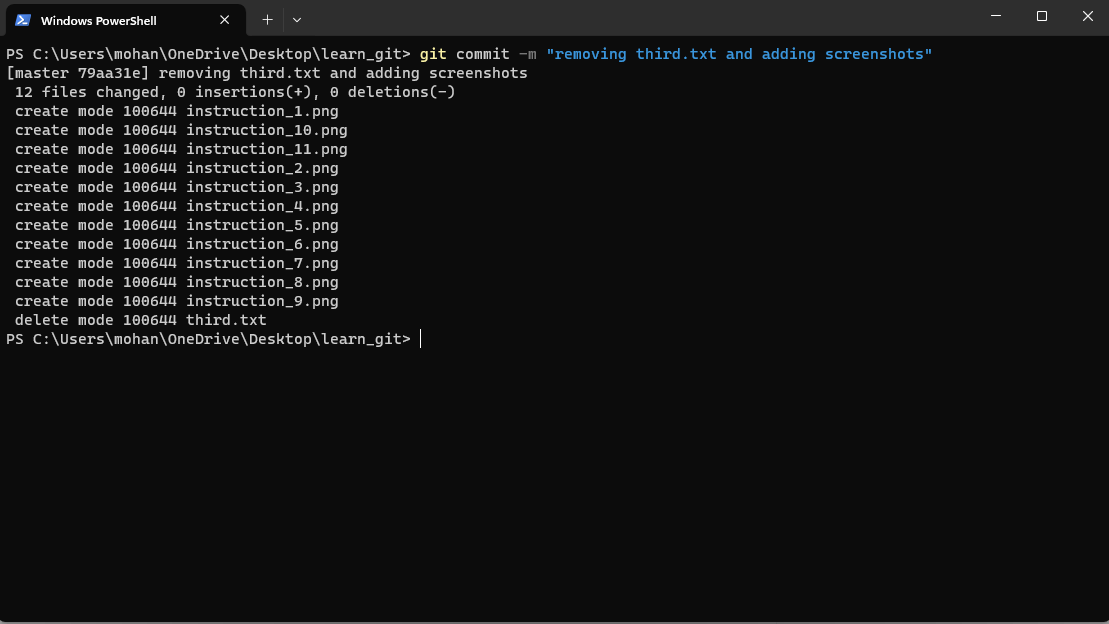 Windows PowerShell
PS C:\Users\mohan\OneDrive\Desktop\learn_git> git commit -m "removing third.txt and adding screenshots"
[master 79aa31e] removing third.txt and adding screenshots
 12 files changed, 0 insertions(+), 0 deletions(-)
 create mode 100644 instruction_1.png
 create mode 100644 instruction_10.png
 create mode 100644 instruction_11.png
 create mode 100644 instruction_2.png
 create mode 100644 instruction_3.png
 create mode 100644 instruction_4.png
 create mode 100644 instruction_5.png
 create mode 100644 instruction_6.png
 create mode 100644 instruction_7.png
 create mode 100644 instruction_8.png
 create mode 100644 instruction_9.png
 delete mode 100644 third.txt
PS C:\Users\mohan\OneDrive\Desktop\learn_git>